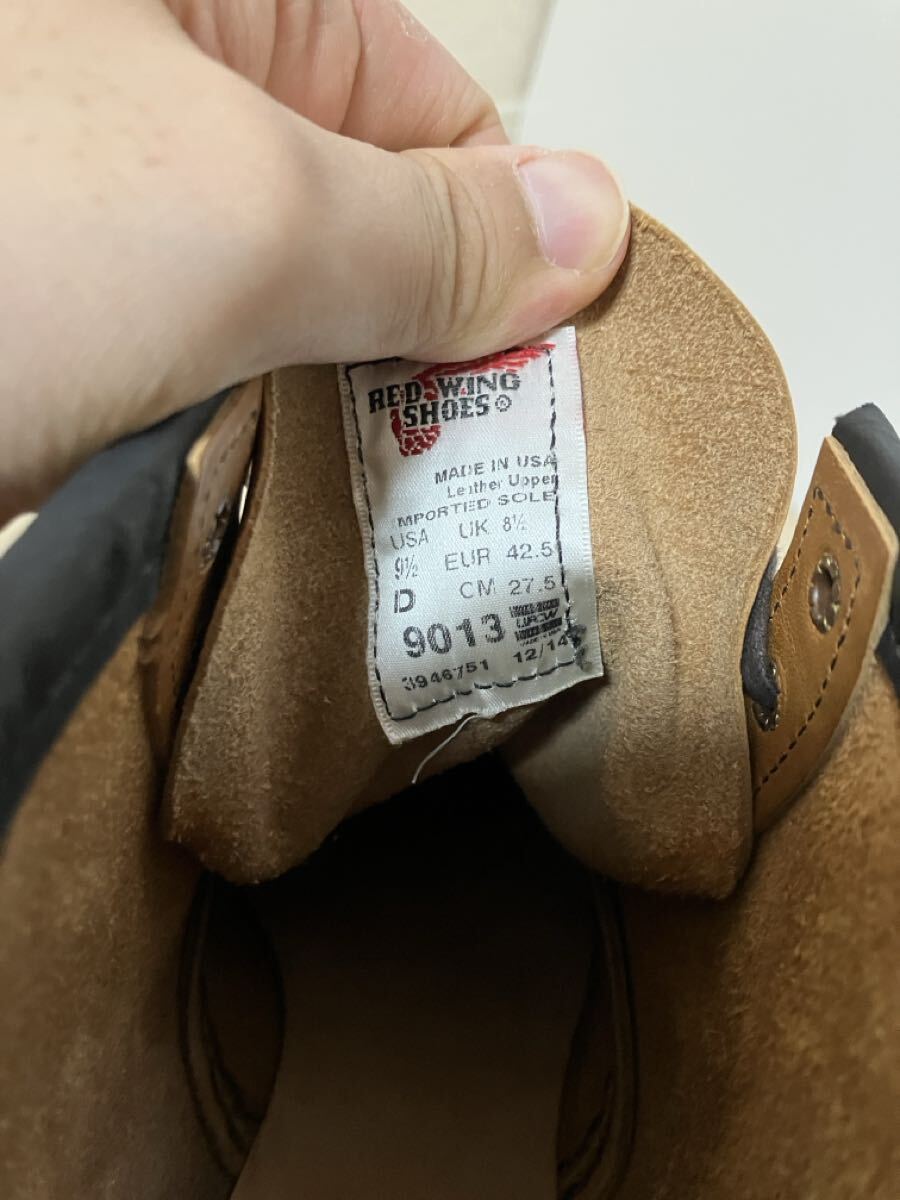 RED WING
SHOES®
MADE IN USA
Leather Upper
IMPORTED SOLE
USA UK 8½
9½ EUR 42.5
D CM 27.5
9013 URCW
3946751 12/14